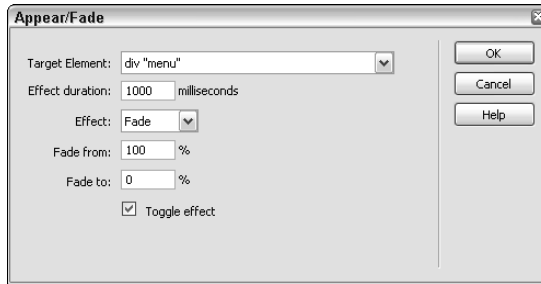 Appear/Fade
Target Element: div "menu"
Effect duration: 1000 milliseconds
Effect: Fade
Fade from: 100 %
Fade to: 0 %
Toggle effect
OK
Cancel
Help